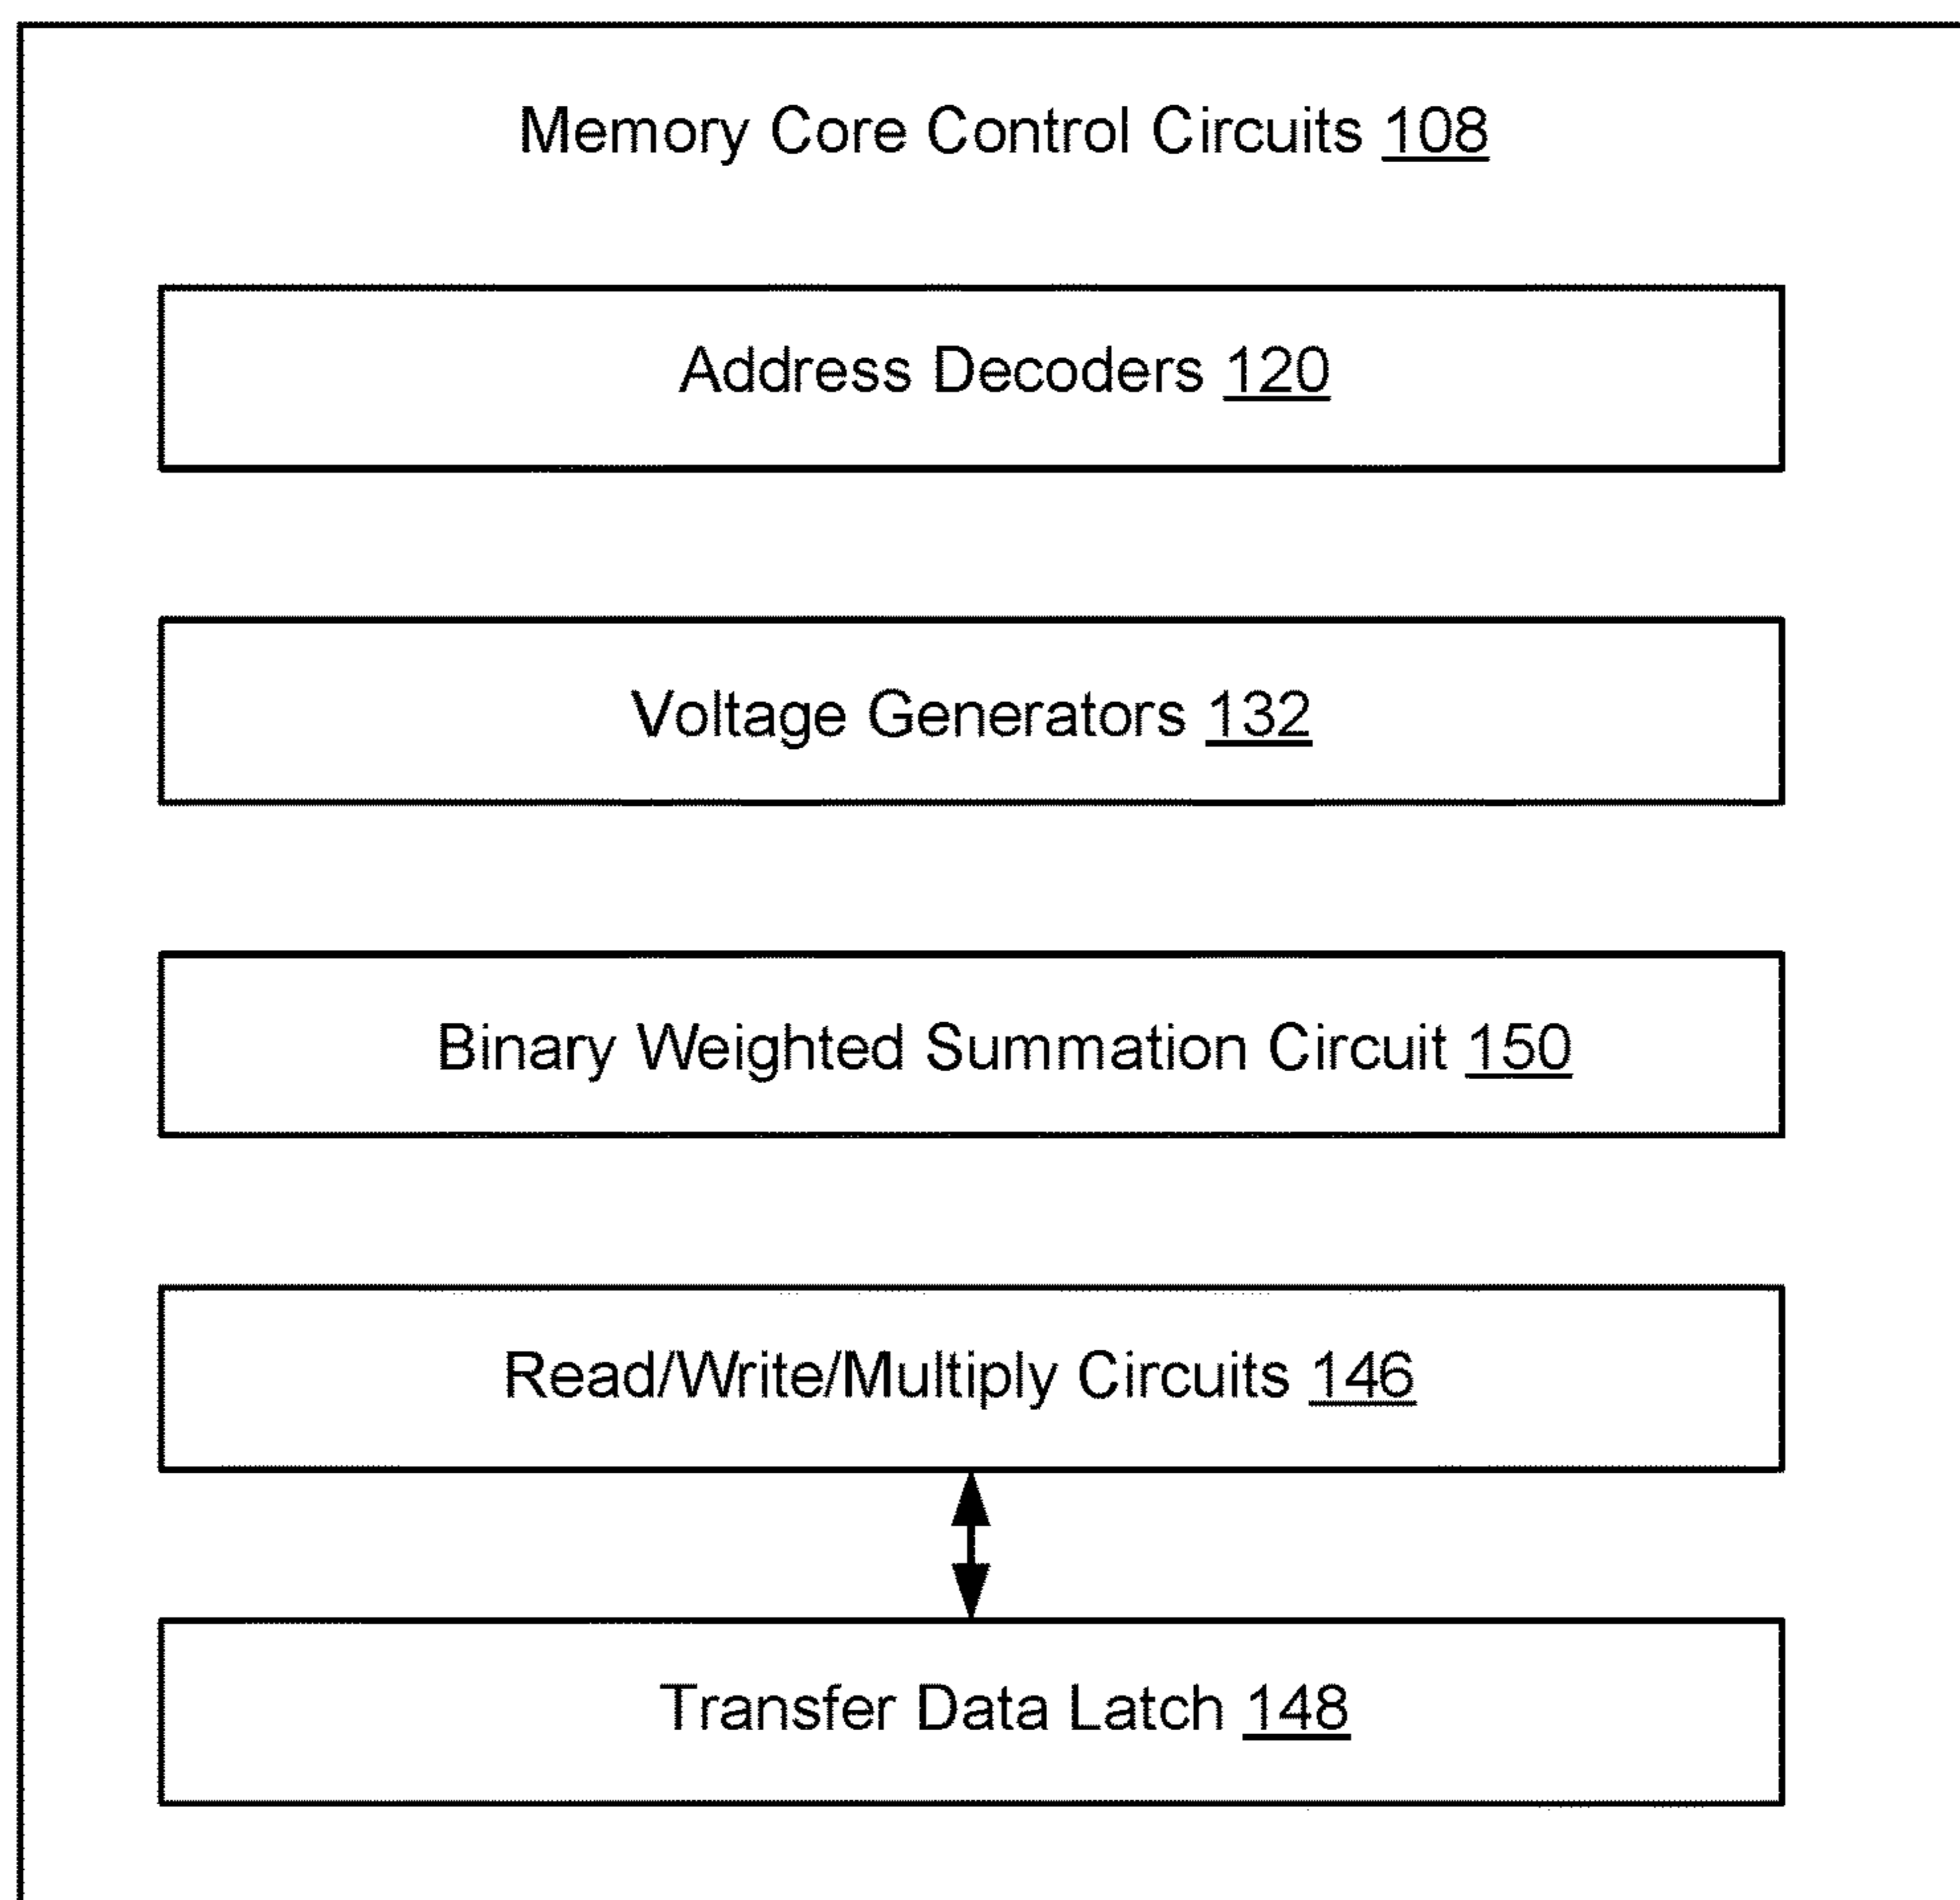 Memory Core Control Circuits 108
Address Decoders 120
Voltage Generators 132
Binary Weighted Summation Circuit 150
Read/Write/Multiply Circuits 146
Transfer Data Latch 148